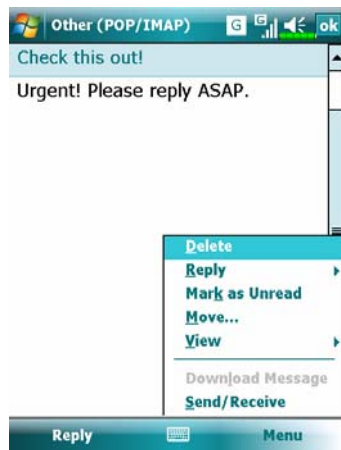 Other (POP/IMAP) G G ok
Check this out!
Urgent! Please reply ASAP.
Delete
Reply
Mark as Unread
Move...
View
Download Message
Send/Receive
Reply Menu